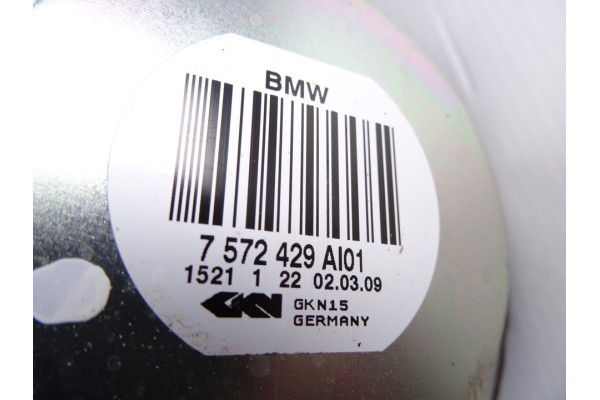 BMW
7 572 429 AI01
1521 1 22 02.03.09
GKN GKN15
GERMANY